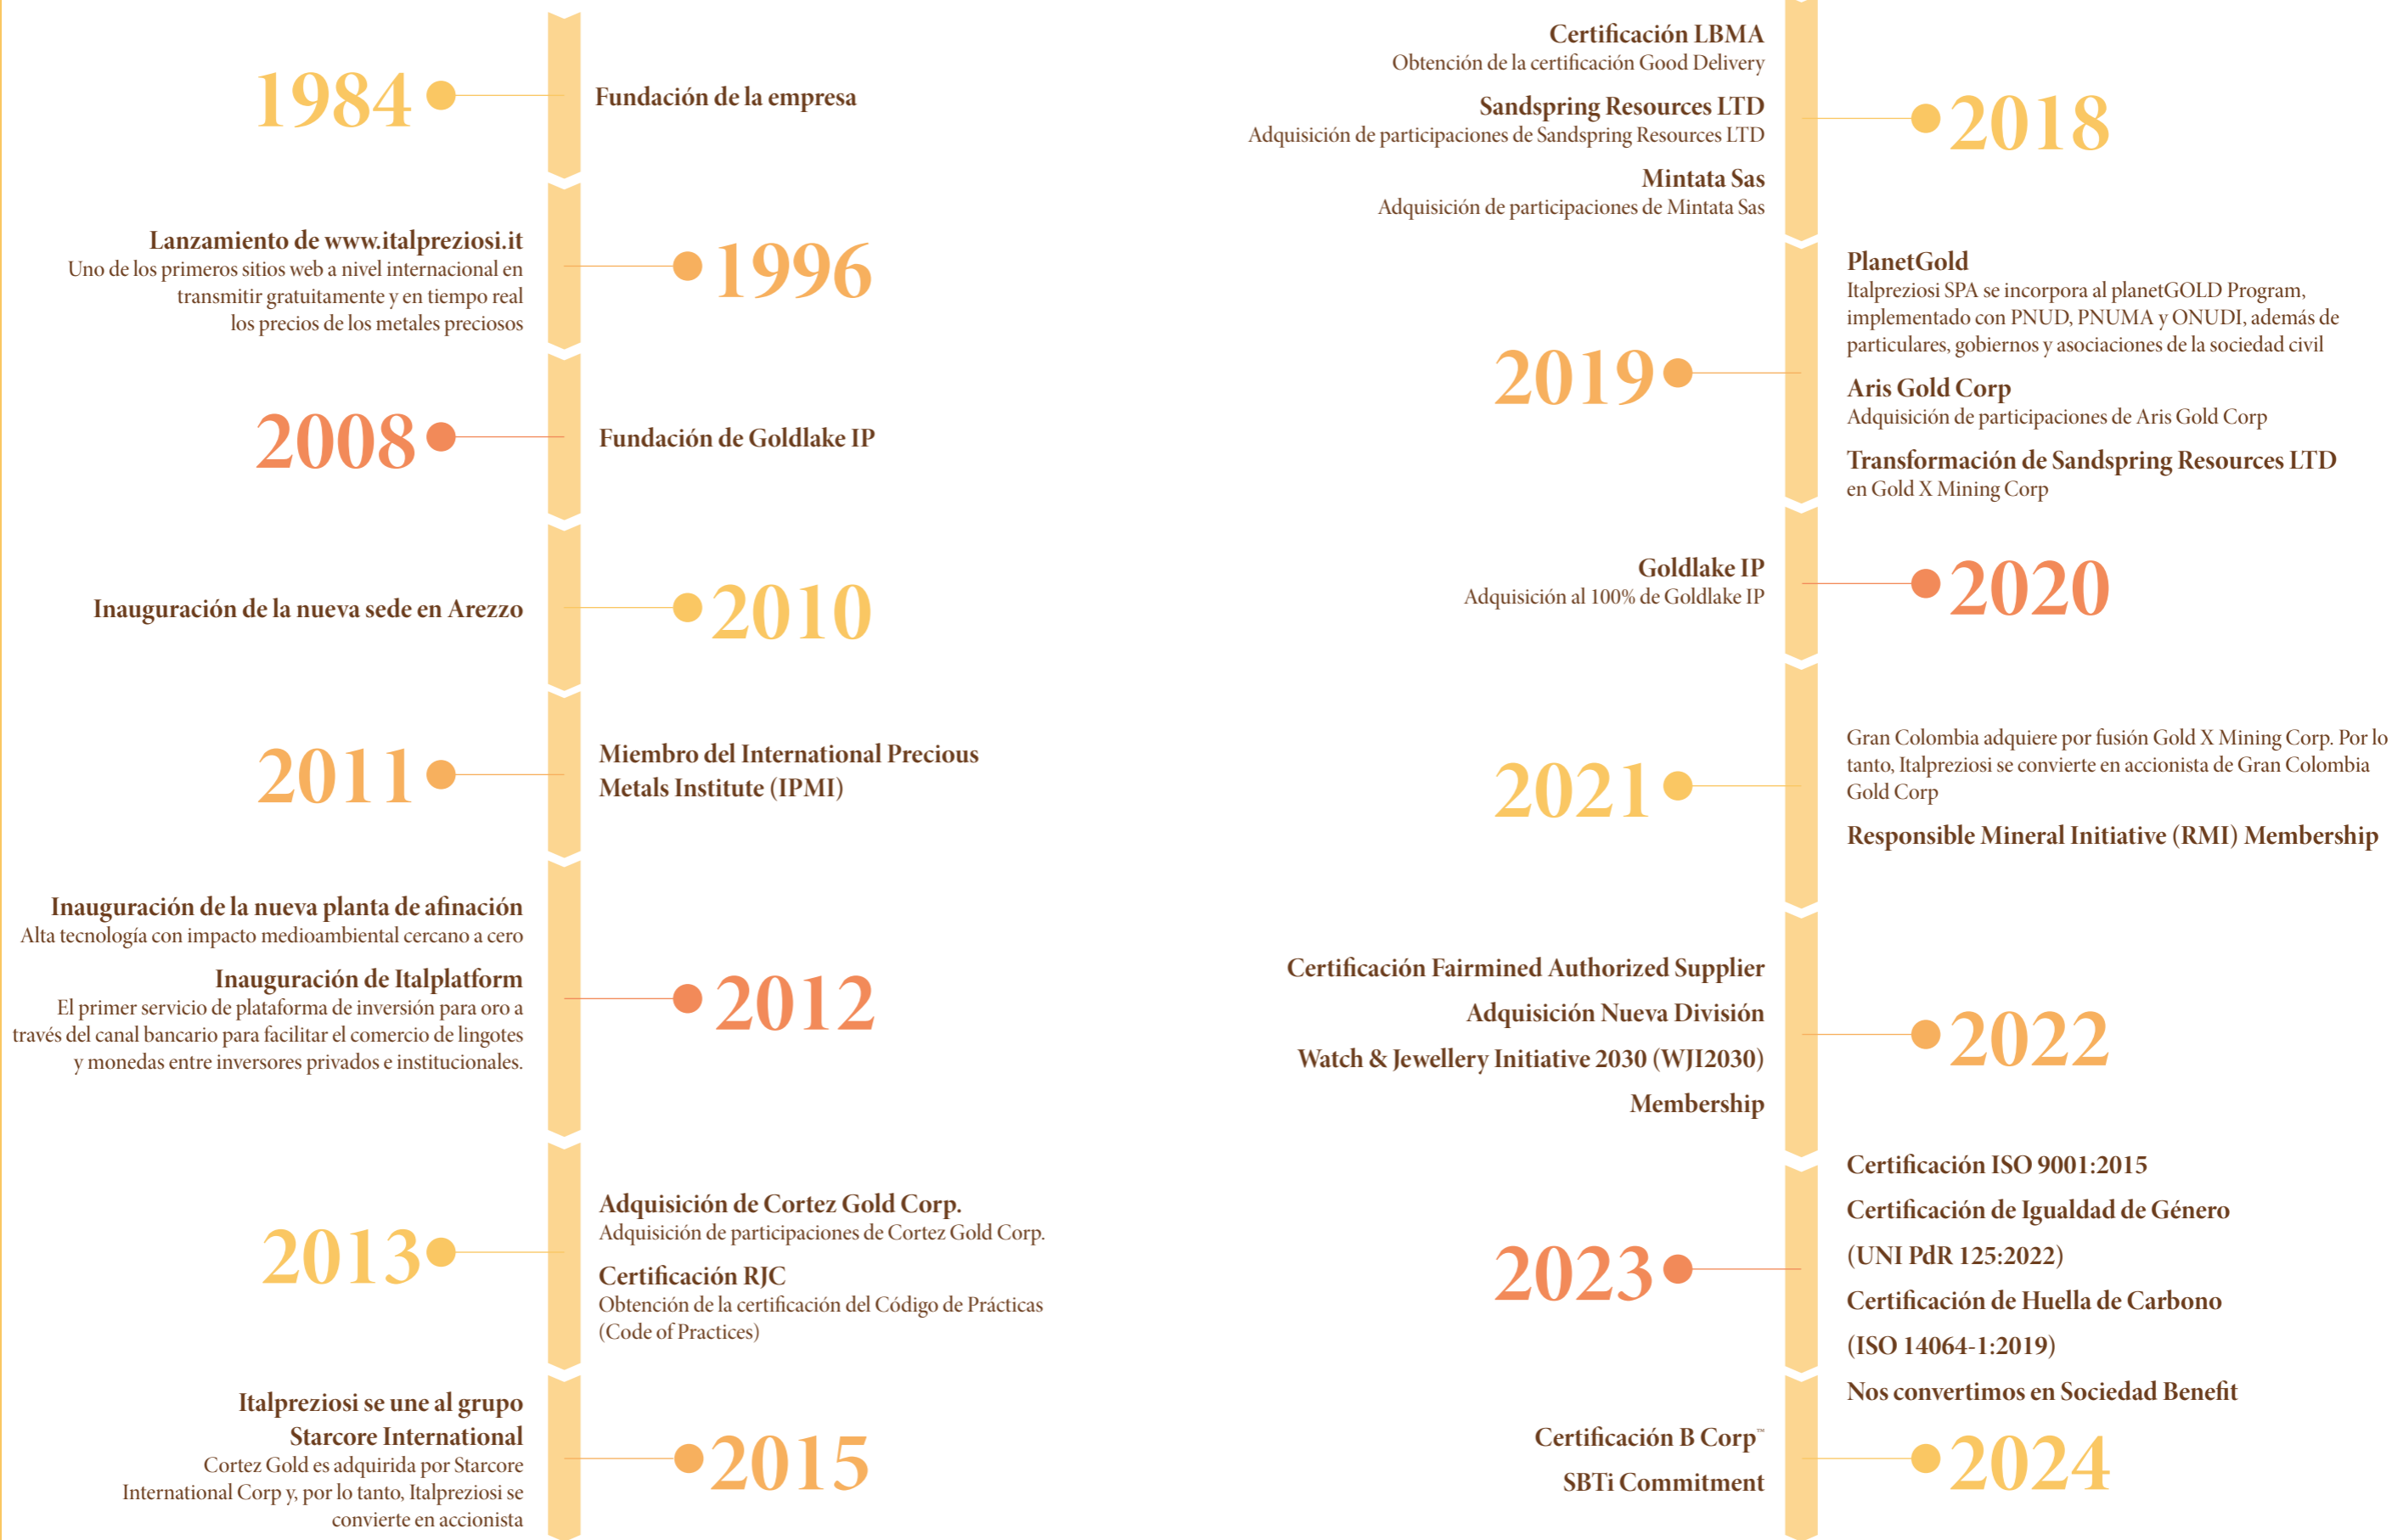 1984
Fundación de la empresa
Lanzamiento de www.italpreziosi.it
Uno de los primeros sitios web a nivel internacional en
transmitir gratuitamente y en tiempo real
los precios de los metales preciosos
1996
2008
Fundación de Goldlake IP
Inauguración de la nueva sede en Arezzo
2010
2011
Miembro del International Precious
Metals Institute (IPMI)
Inauguración de la nueva planta de afinación
Alta tecnología con impacto medioambiental cercano a cero
Inauguración de Italplatform
El primer servicio de plataforma de inversión para oro a
través del canal bancario para facilitar el comercio de lingotes
y monedas entre inversores privados e institucionales.
2012
2013
Adquisición de Cortez Gold Corp.
Adquisición de participaciones de Cortez Gold Corp.
Certificación RJC
Obtención de la certificación del Código de Prácticas
(Code of Practices)
Italpreziosi se une al grupo
Starcore International
Cortez Gold es adquirida por Starcore
International Corp y, por lo tanto, Italpreziosi se
convierte en accionista
2015
Certificación LBMA
Obtención de la certificación Good Delivery
Sandspring Resources LTD
Adquisición de participaciones de Sandspring Resources LTD
Mintata Sas
Adquisición de participaciones de Mintata Sas
2018
2019
PlanetGold
Italpreziosi SPA se incorpora al planetGOLD Program,
implementado con PNUD, PNUMA y ONUDI, además de
particulares, gobiernos y asociaciones de la sociedad civil
Aris Gold Corp
Adquisición de participaciones de Aris Gold Corp
Transformación de Sandspring Resources LTD
en Gold X Mining Corp
Goldlake IP
Adquisición al 100% de Goldlake IP
2020
2021
Gran Colombia adquiere por fusión Gold X Mining Corp. Por lo
tanto, Italpreziosi se convierte en accionista de Gran Colombia
Gold Corp
Responsible Mineral Initiative (RMI) Membership
Certificación Fairmined Authorized Supplier
Adquisición Nueva División
Watch & Jewellery Initiative 2030 (WJI2030)
Membership
2022
2023
Certificación ISO 9001:2015
Certificación de Igualdad de Género
(UNI PdR 125:2022)
Certificación de Huella de Carbono
(ISO 14064-1:2019)
Nos convertimos en Sociedad Benefit
Certificación B Corp™
SBTi Commitment
2024